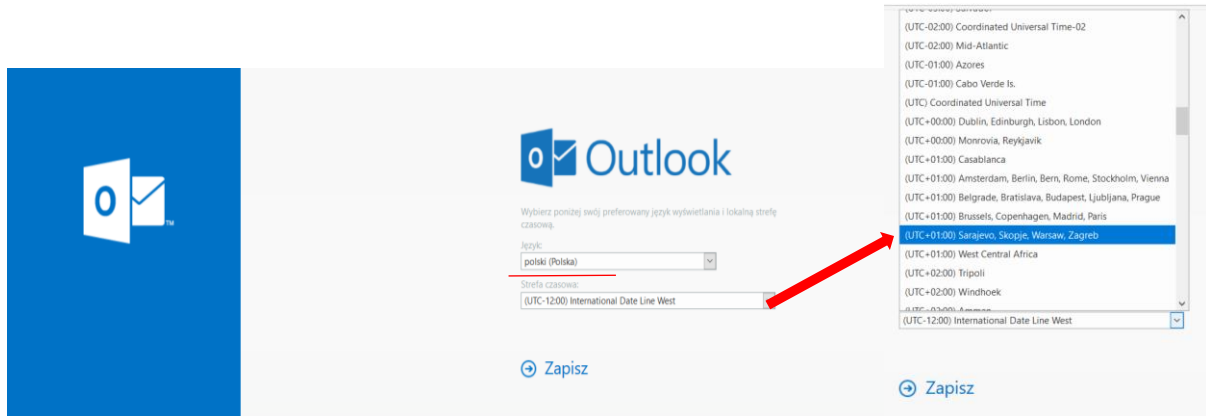 Outlook
Wybierz poniżej swój preferowany język wyświetlania i lokalną strefę
czasową.
Język:
polski (Polska)
Strefa czasowa:
(UTC-12:00) International Date Line West
Zapisz
(UTC-02:00) Coordinated Universal Time-02
(UTC-02:00) Mid-Atlantic
(UTC-01:00) Azores
(UTC-01:00) Cabo Verde Is.
(UTC) Coordinated Universal Time
(UTC+00:00) Dublin, Edinburgh, Lisbon, London
(UTC+00:00) Monrovia, Reykjavik
(UTC+01:00) Casablanca
(UTC+01:00) Amsterdam, Berlin, Bern, Rome, Stockholm, Vienna
(UTC+01:00) Belgrade, Bratislava, Budapest, Ljubljana, Prague
(UTC+01:00) Brussels, Copenhagen, Madrid, Paris
(UTC+01:00) Sarajevo, Skopje, Warsaw, Zagreb
(UTC+01:00) West Central Africa
(UTC+02:00) Tripoli
(UTC+02:00) Windhoek
(UTC-12:00) International Date Line West
Zapisz